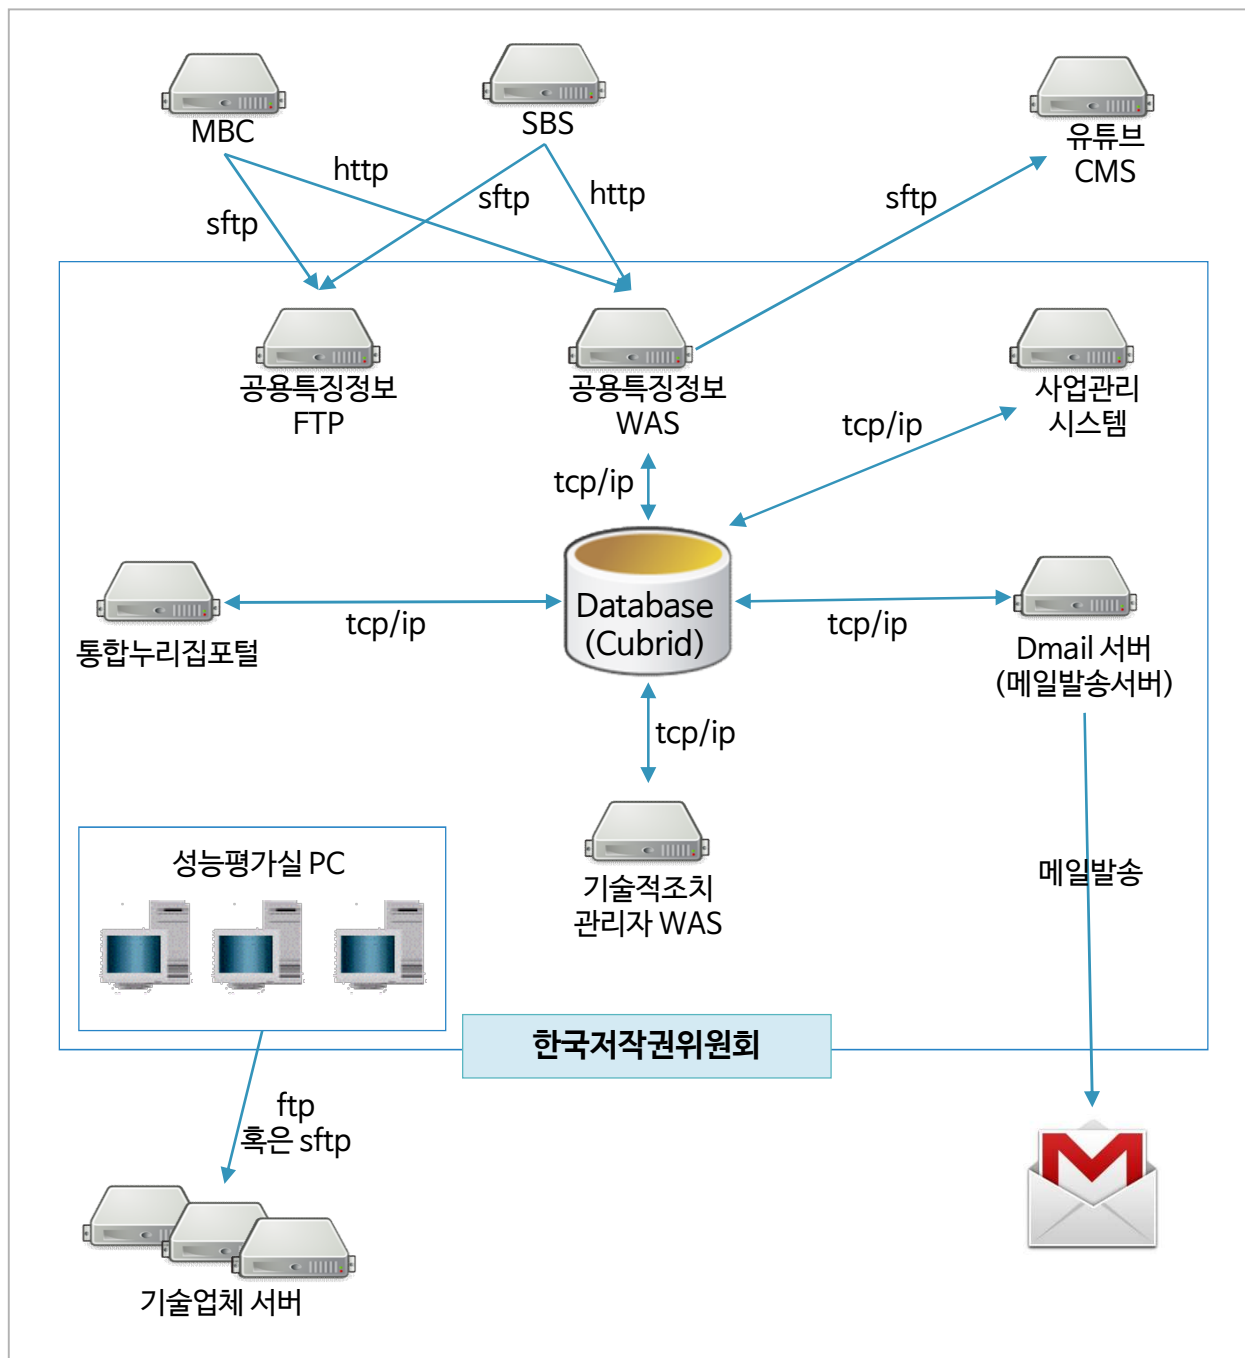 MBC
SBS
유튜브
CMS
http
sftp
http
sftp
sftp
공용특징정보
FTP
공용특징정보
WAS
사업관리
시스템
tcp/ip
tcp/ip
Database
(Cubrid)
통합누리집포털
tcp/ip
tcp/ip
Dmail 서버
(메일발송서버)
tcp/ip
기술적조치
관리자 WAS
메일발송
성능평가실 PC
한국저작권위원회
ftp
혹은 sftp
기술업체 서버